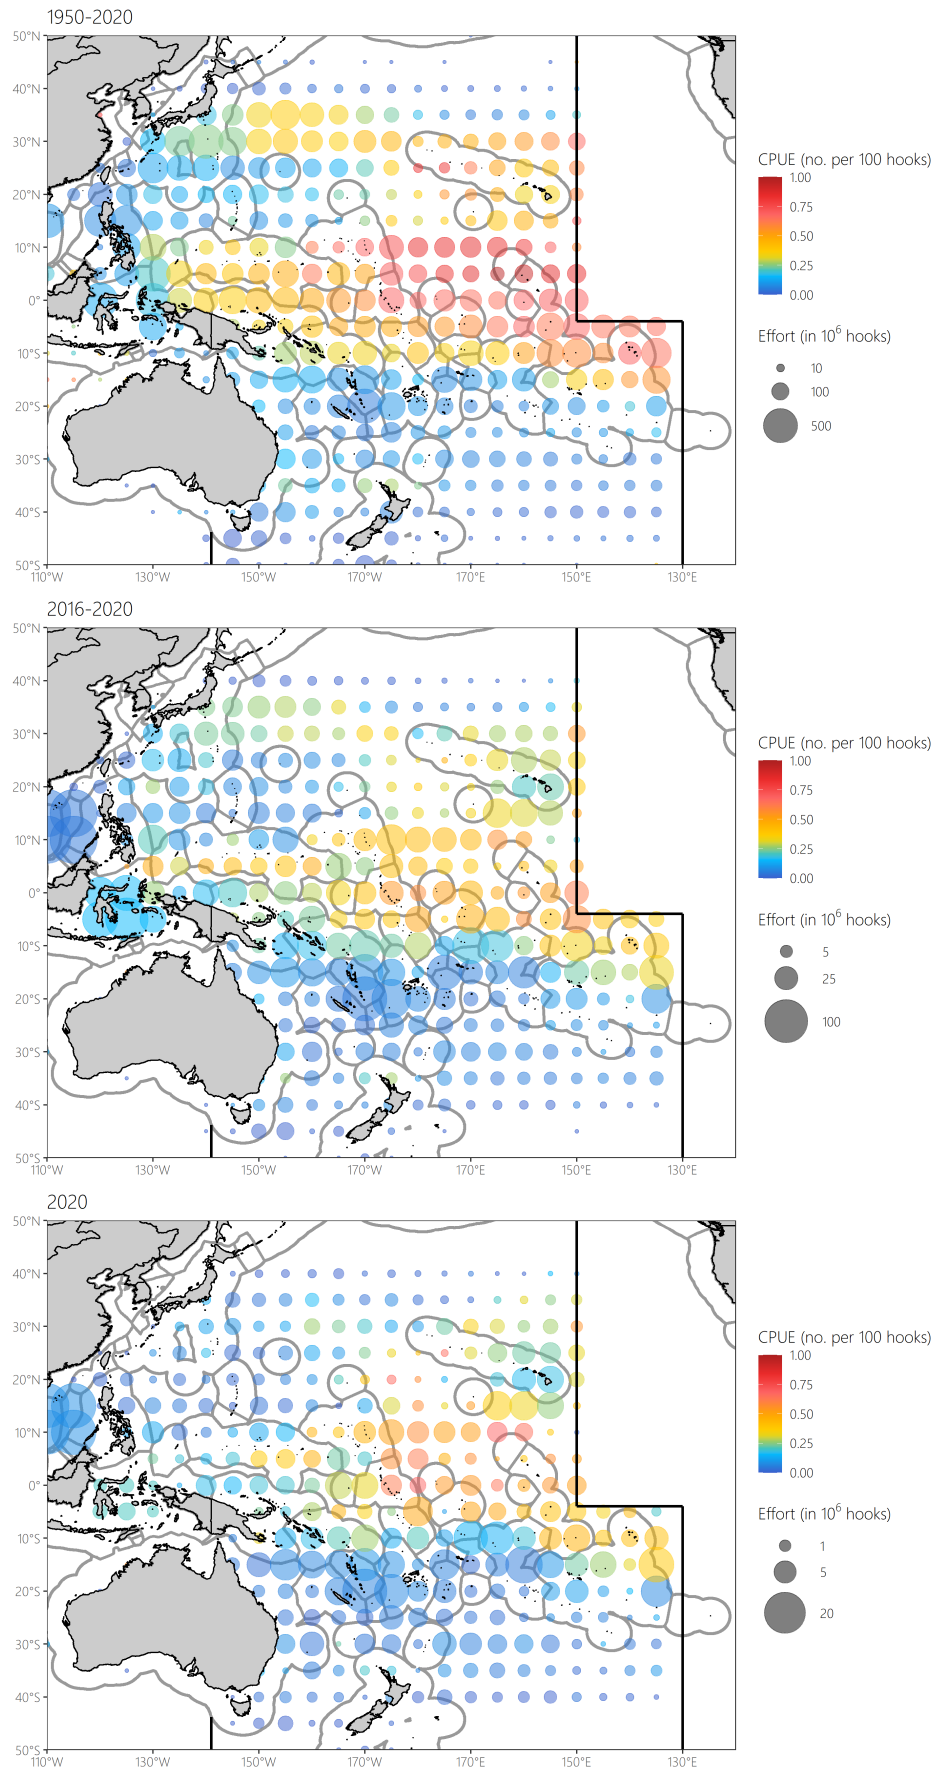 1950-2020
50°N
40°N
30°N
20°N
10°N
0°
10°S
20°S
30°S
40°S
50°S
110°W 130°W 150°W 170°W 170°E 150°E 130°E
CPUE (no. per 100 hooks)
1.00
0.75
0.50
0.25
0.00
Effort (in 10⁶ hooks)
10
100
500
2016-2020
50°N
40°N
30°N
20°N
10°N
0°
10°S
20°S
30°S
40°S
50°S
110°W 130°W 150°W 170°W 170°E 150°E 130°E
CPUE (no. per 100 hooks)
1.00
0.75
0.50
0.25
0.00
Effort (in 10⁶ hooks)
5
25
100
2020
50°N
40°N
30°N
20°N
10°N
0°
10°S
20°S
30°S
40°S
50°S
110°W 130°W 150°W 170°W 170°E 150°E 130°E
CPUE (no. per 100 hooks)
1.00
0.75
0.50
0.25
0.00
Effort (in 10⁶ hooks)
1
5
20